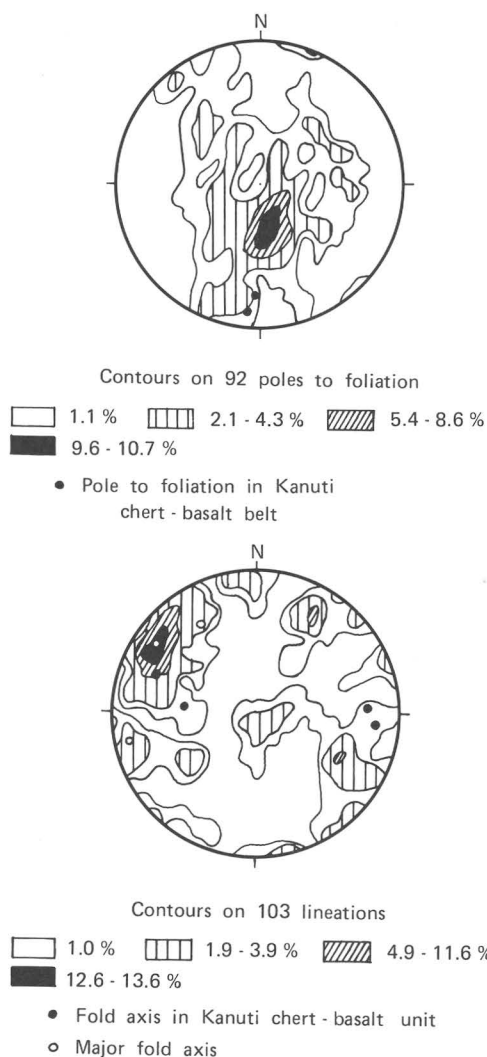 N
Contours on 92 poles to foliation
1.1 % 2.1 - 4.3 % 5.4 - 8.6 %
9.6 - 10.7 %
• Pole to foliation in Kanuti
chert - basalt belt
N
Contours on 103 lineations
1.0 % 1.9 - 3.9 % 4.9 - 11.6 %
12.6 - 13.6 %
• Fold axis in Kanuti chert - basalt unit
o Major fold axis